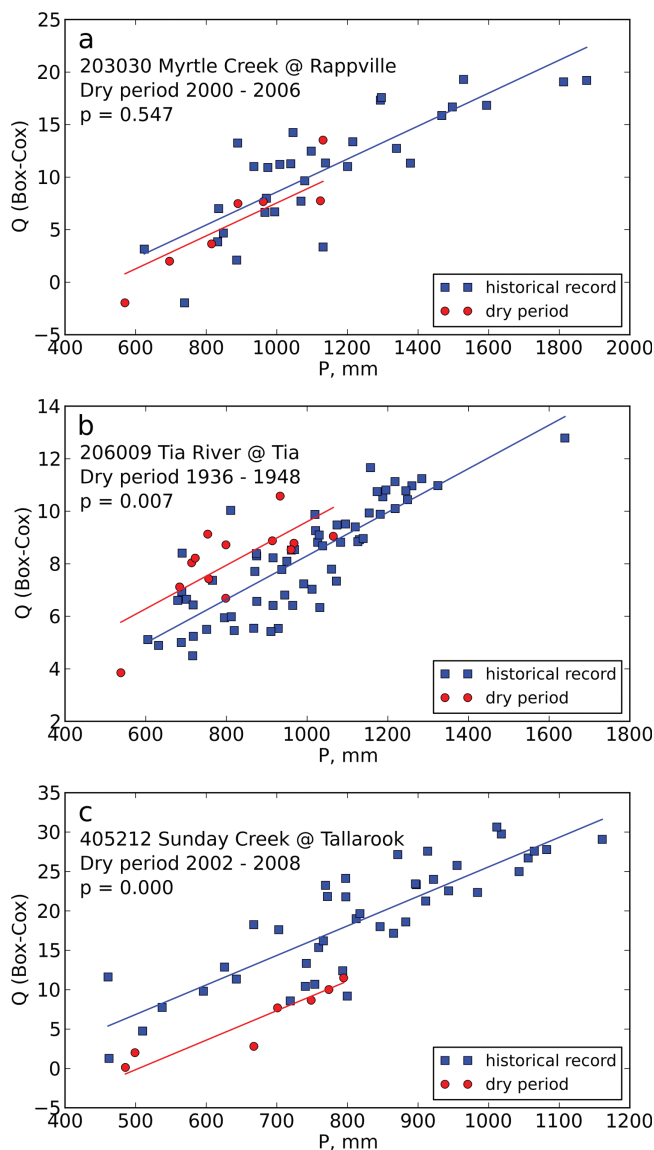 a
203030 Myrtle Creek @ Rappville
Dry period 2000 - 2006
p = 0.547
25
20
15
10
5
0
−5
Q (Box-Cox)
historical record
dry period
400 600 800 1000 1200 1400 1600 1800 2000
P, mm
b
206009 Tia River @ Tia
Dry period 1936 - 1948
p = 0.007
14
12
10
8
6
4
2
Q (Box-Cox)
historical record
dry period
400 600 800 1000 1200 1400 1600 1800
P, mm
c
405212 Sunday Creek @ Tallarook
Dry period 2002 - 2008
p = 0.000
35
30
25
20
15
10
5
0
−5
Q (Box-Cox)
historical record
dry period
400 500 600 700 800 900 1000 1100 1200
P, mm